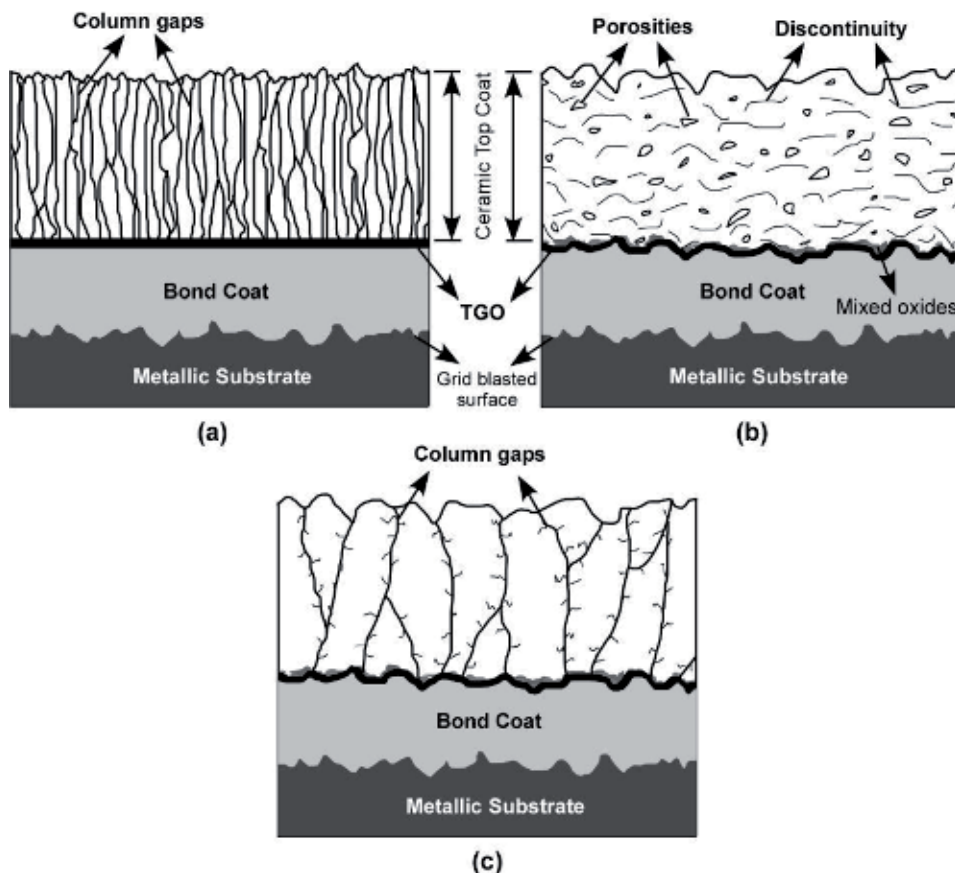 Column gaps
Porosities
Discontinuity
Ceramic Top Coat
Bond Coat
TGO
Bond Coat
Mixed oxides
Metallic Substrate
Grid blasted
surface
Metallic Substrate
(a)
(b)
Column gaps
Bond Coat
Metallic Substrate
(c)